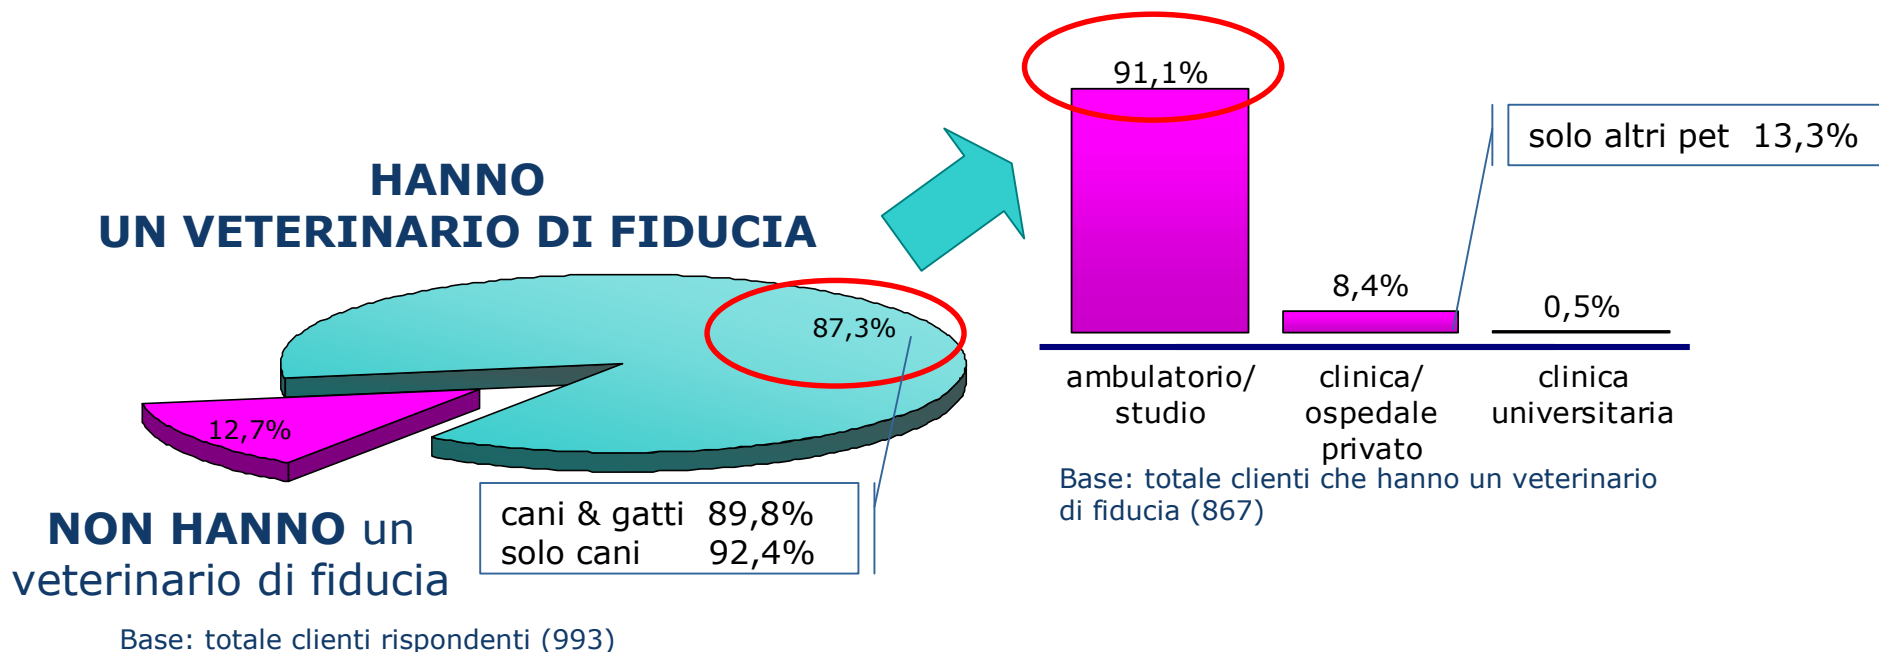 HANNO
UN VETERINARIO DI FIDUCIA
87,3%
12,7%
cani & gatti 89,8%
solo cani 92,4%
NON HANNO un
veterinario di fiducia
Base: totale clienti rispondenti (993)
91,1%
solo altri pet 13,3%
8,4%
0,5%
ambulatorio/
studio
clinica/
ospedale
privato
clinica
universitaria
Base: totale clienti che hanno un veterinario
di fiducia (867)